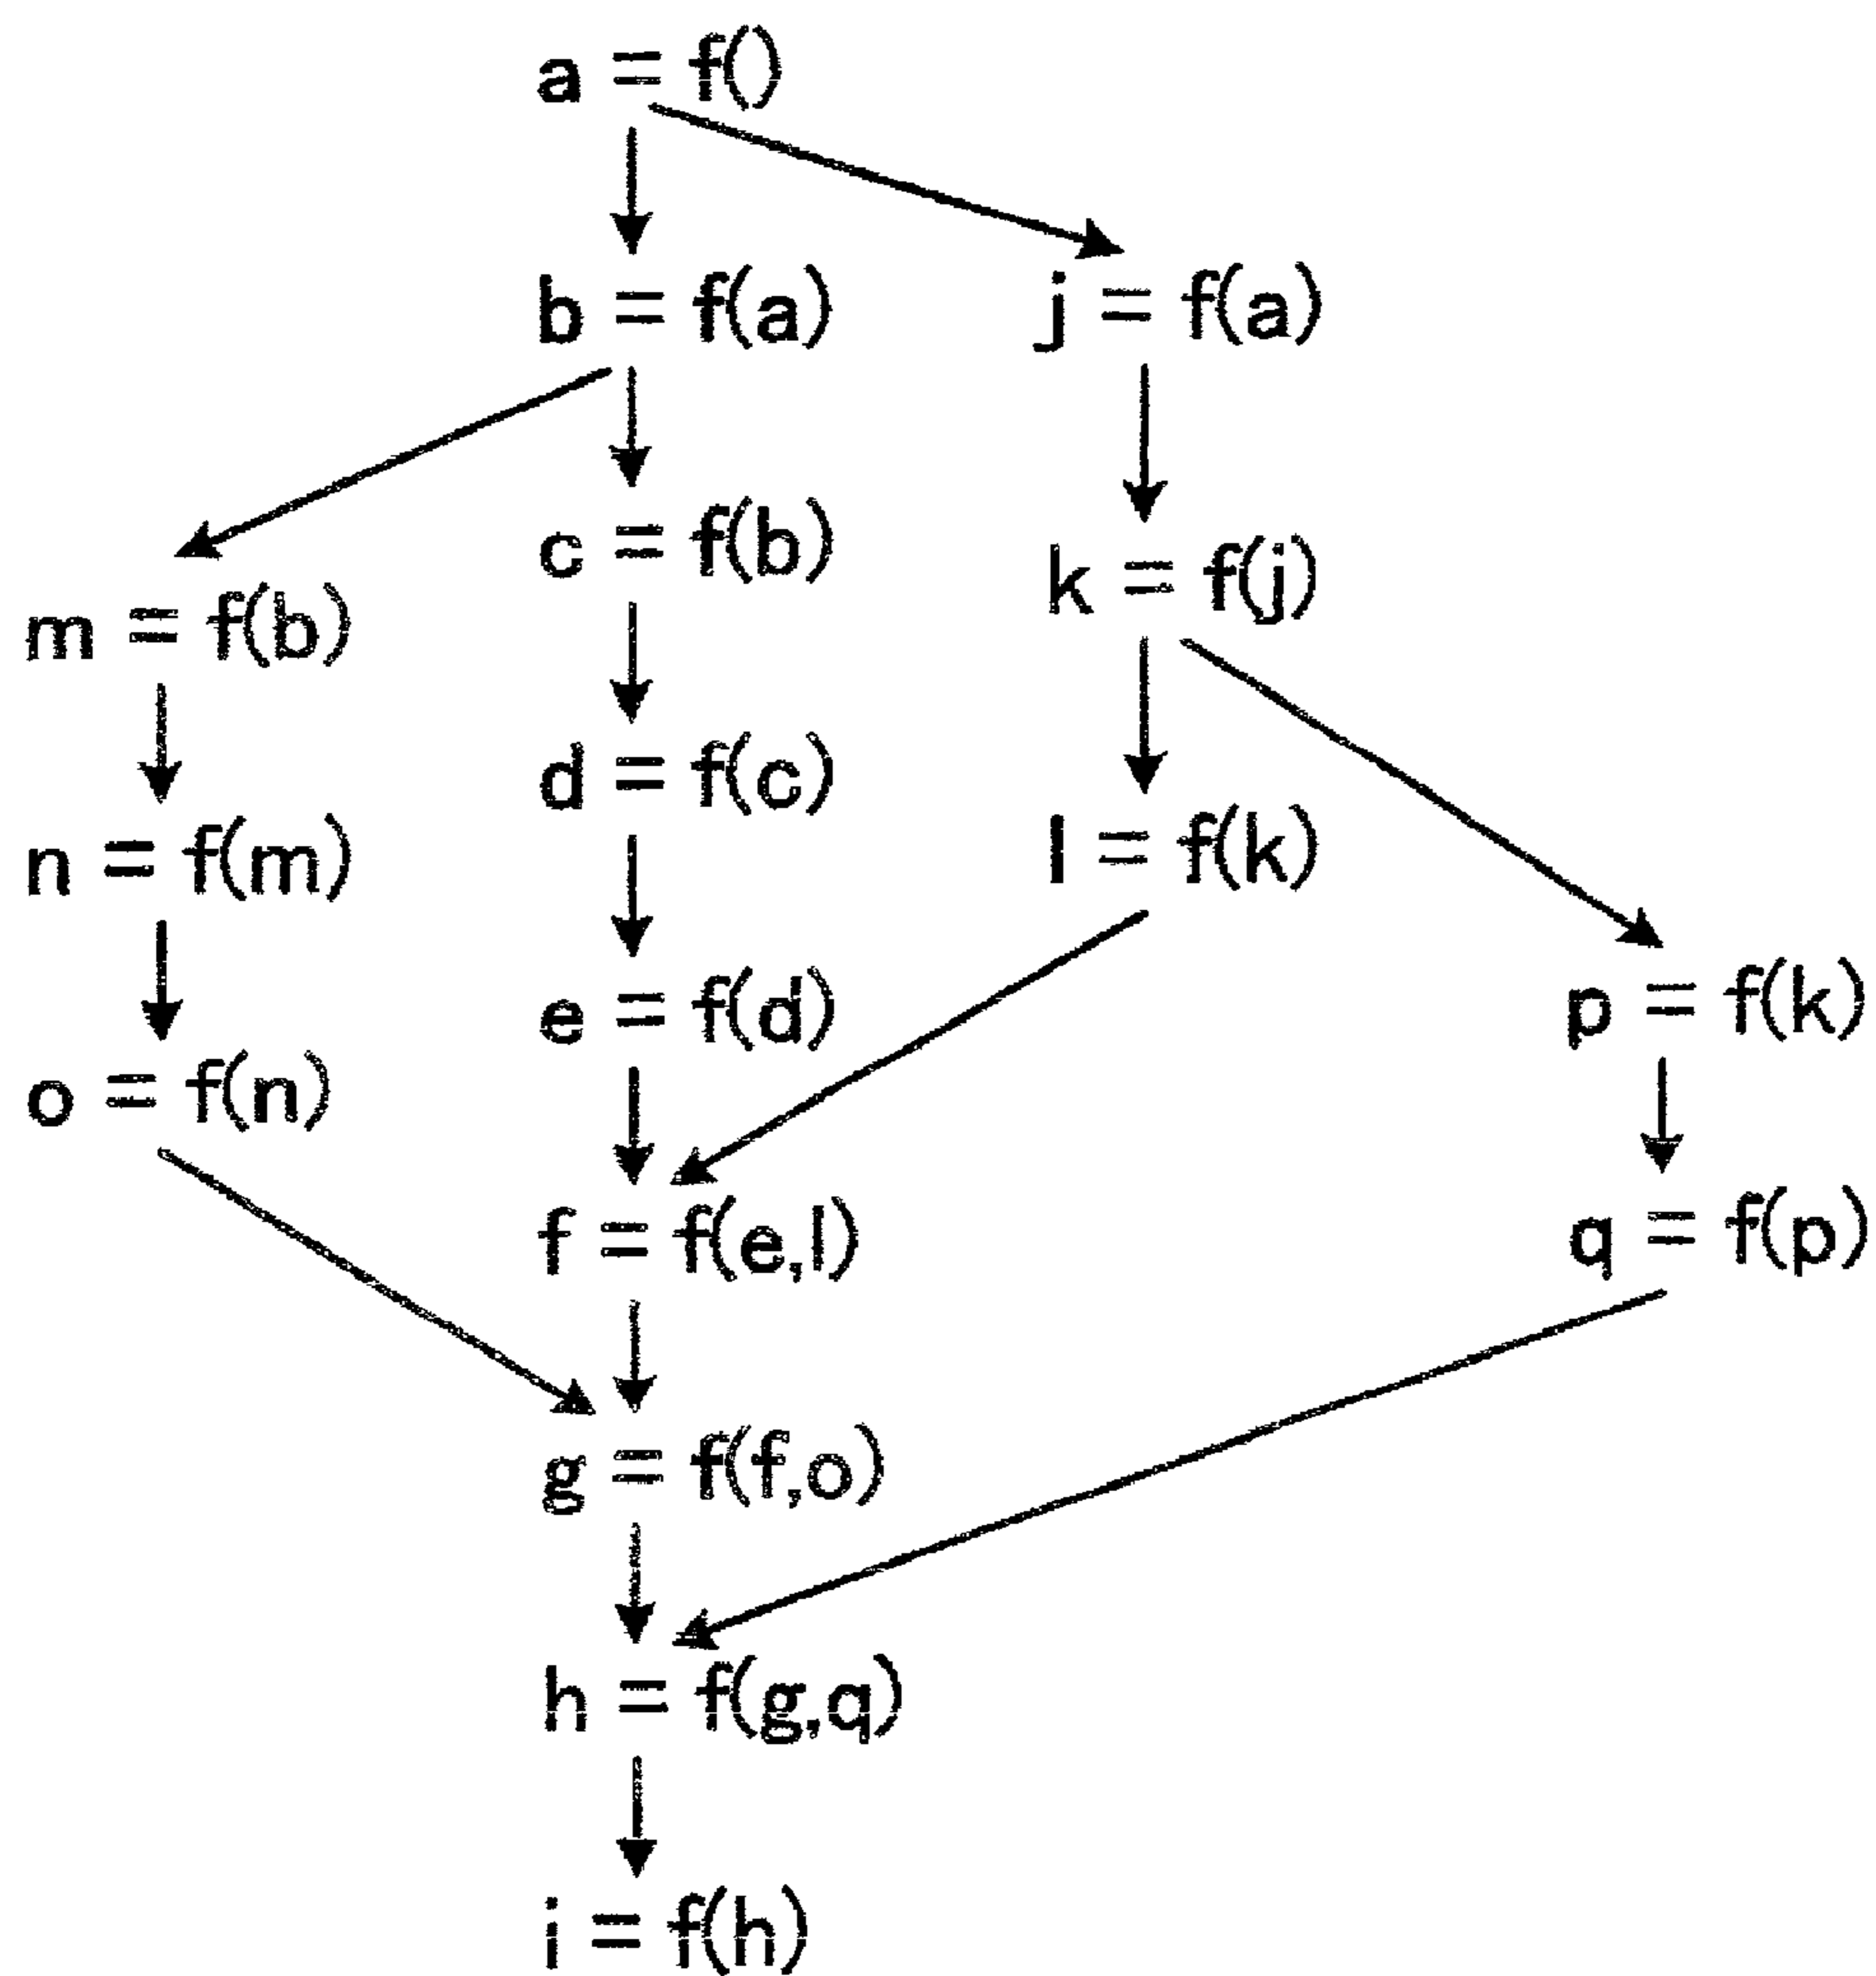 a = f()
b = f(a)
j = f(a)
c = f(b)
k = f(j)
m = f(b)
d = f(c)
n = f(m)
l = f(k)
e = f(d)
p = f(k)
o = f(n)
f = f(e,l)
q = f(p)
g = f(f,o)
h = f(g,q)
i = f(h)